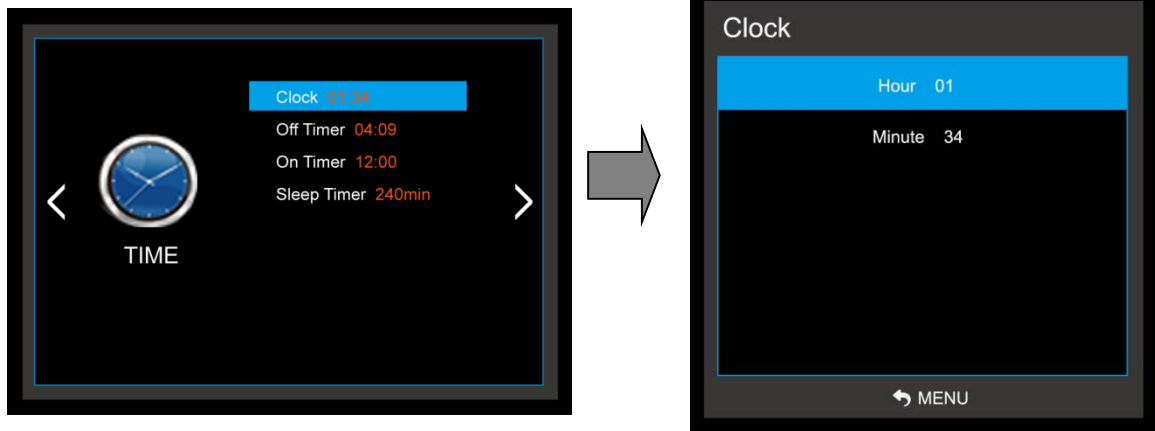 Clock 01:34
Off Timer 04:09
On Timer 12:00
Sleep Timer 240min
TIME
Clock
Hour 01
Minute 34
MENU